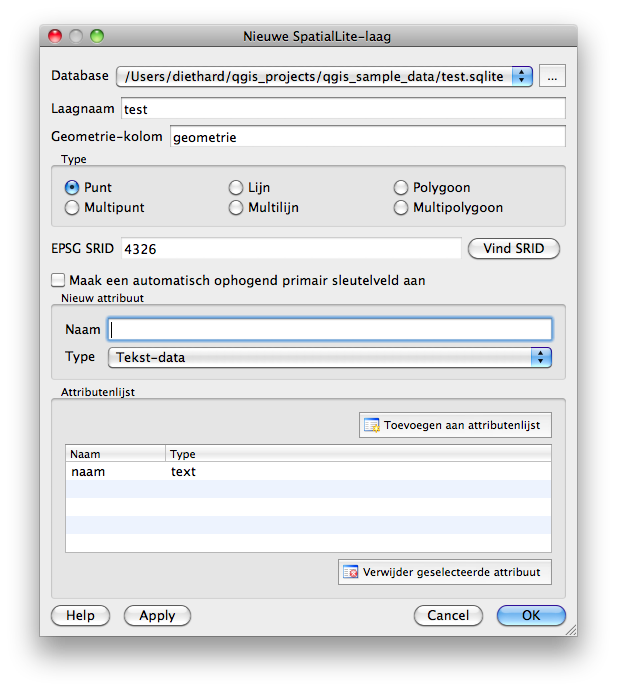 Nieuwe SpatialLite-laag
Database /Users/diethard/qgis_projects/qgis_sample_data/test.sqlite ...
Laagnaam test
Geometrie-kolom geometrie
Type
Punt Lijn Polygoon
Multipunt Multilijn Multipolygoon
EPSG SRID 4326 Vind SRID
Maak een automatisch ophogend primair sleutelveld aan
Nieuw attribuut
Naam
Type Tekst-data
Attributenlijst
Toevoegen aan attributenlijst
Naam Type
naam text
Verwijder geselecteerde attribuut
Help Apply Cancel OK